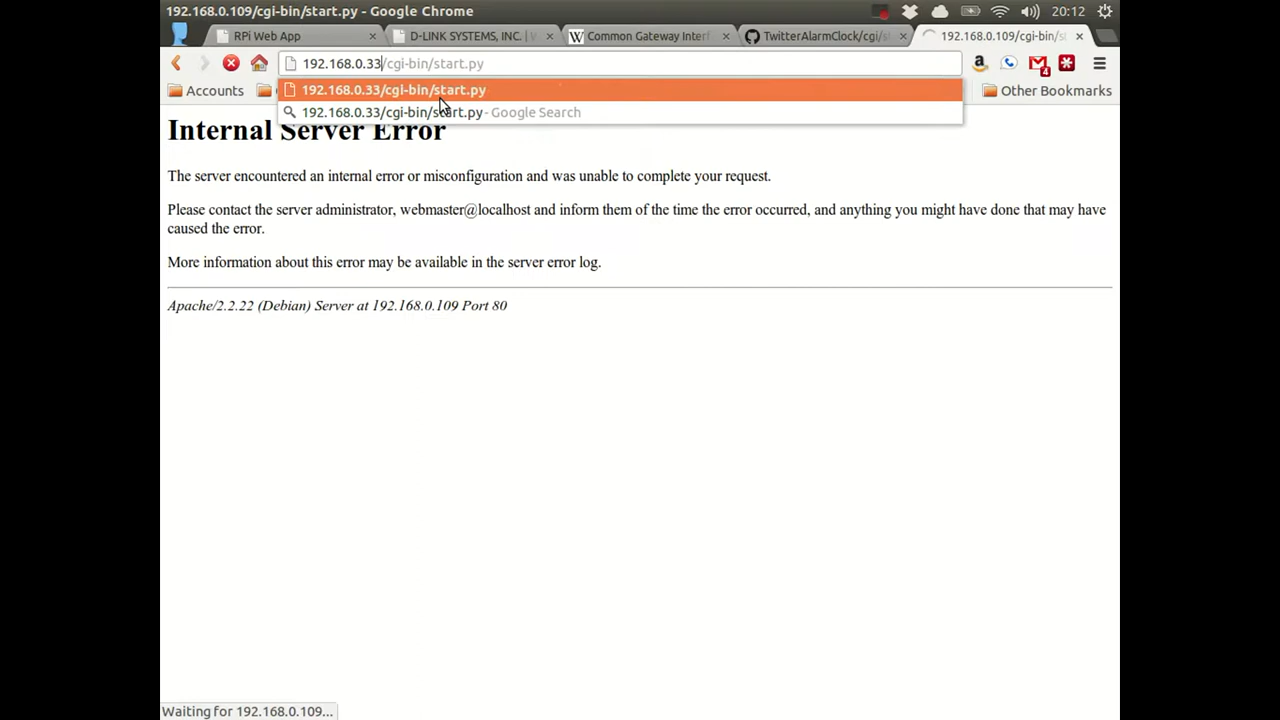 192.168.0.109/cgi-bin/start.py - Google Chrome
20:12
RPi Web App
D-LINK SYSTEMS, INC. |
Common Gateway Interf
TwitterAlarmClock/cgi/s
192.168.0.109/cgi-bin/s
192.168.0.33/cgi-bin/start.py
4
Accounts
192.168.0.33/cgi-bin/start.py
Other Bookmarks
192.168.0.33/cgi-bin/start.py - Google Search
Internal Server Error
The server encountered an internal error or misconfiguration and was unable to complete your request.
Please contact the server administrator, webmaster@localhost and inform them of the time the error occurred, and anything you might have done that may have
caused the error.
More information about this error may be available in the server error log.
Apache/2.2.22 (Debian) Server at 192.168.0.109 Port 80
Waiting for 192.168.0.109...